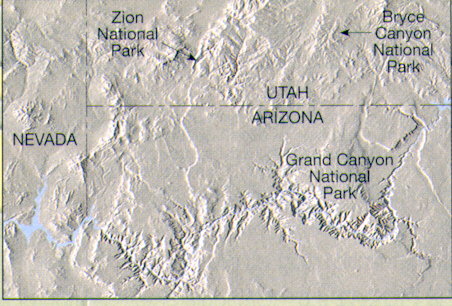 Zion
National
Park
Bryce
Canyon
National
Park
UTAH
ARIZONA
NEVADA
Grand Canyon
National
Park